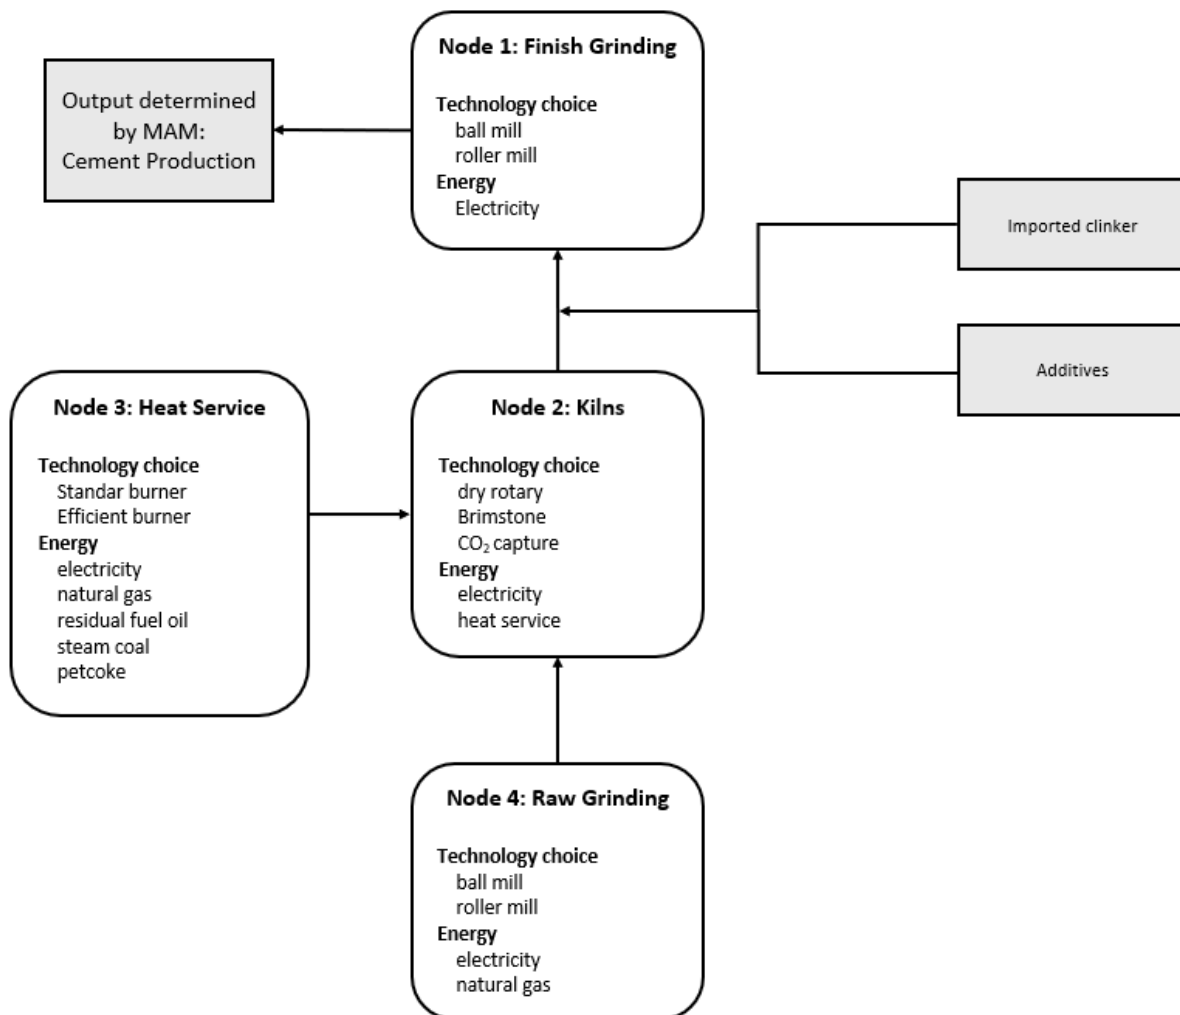 Node 1: Finish Grinding
Technology choice
ball mill
roller mill
Energy
Electricity
Output determined
by MAM:
Cement Production
Imported clinker
Additives
Node 3: Heat Service
Technology choice
Standar burner
Efficient burner
Energy
electricity
natural gas
residual fuel oil
steam coal
petcoke
Node 2: Kilns
Technology choice
dry rotary
Brimstone
CO₂ capture
Energy
electricity
heat service
Node 4: Raw Grinding
Technology choice
ball mill
roller mill
Energy
electricity
natural gas